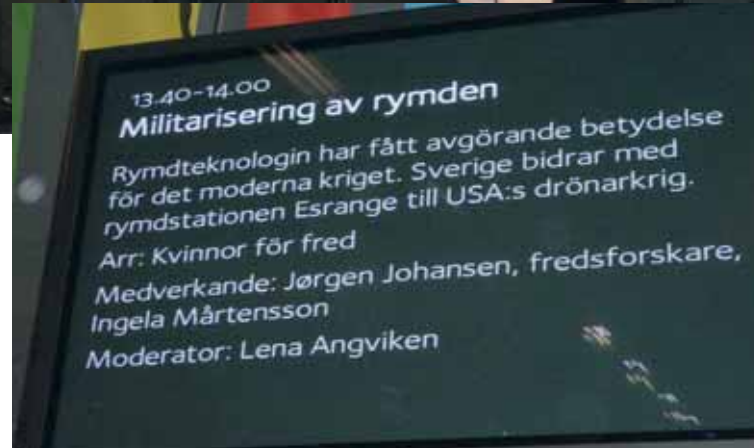 13.40-14.00
Militarisering av rymden
Rymdteknologin har fått avgörande betydelse
för det moderna kriget. Sverige bidrar med
rymdstationen Esrange till USA:s drönarkrig.
Arr: Kvinnor för fred
Medverkande: Jørgen Johansen, fredsforskare,
Ingela Mårtensson
Moderator: Lena Angviken